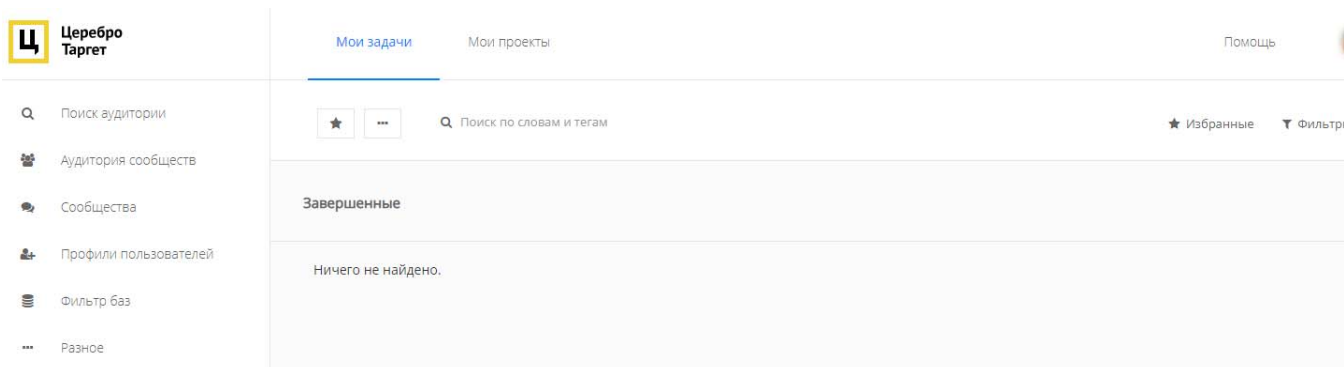 Ц
Церебро
Таргет
Мои задачи
Мои проекты
Помощь
Поиск аудитории
Аудитория сообществ
Сообщества
Профили пользователей
Фильтр баз
Разное
Поиск по словам и тегам
Избранные
Завершенные
Ничего не найдено.